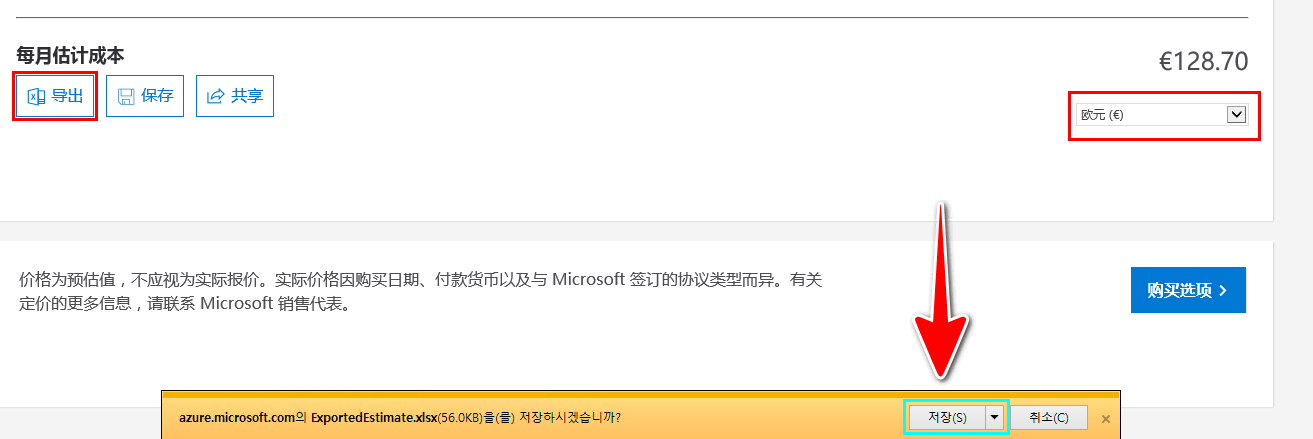 每月估计成本
€128.70
导出
保存
共享
欧元 (€)
价格为预估值，不应视为实际报价。实际价格因购买日期、付款货币以及与 Microsoft 签订的协议类型而异。有关
定价的更多信息，请联系 Microsoft 销售代表。
购买选项
azure.microsoft.com의 ExportedEstimate.xlsx(56.0KB)을(를) 저장하시겠습니까?
저장(S)
취소(C)